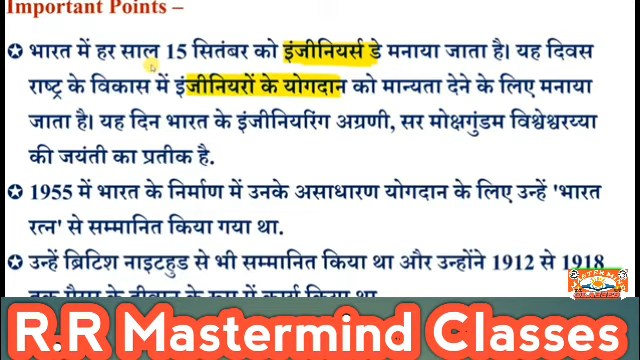 Important Points –
भारत में हर साल 15 सितंबर को इंजीनियर्स डे मनाया जाता है। यह दिवस
राष्ट्र के विकास में इंजीनियरों के योगदान को मान्यता देने के लिए मनाया
जाता है। यह दिन भारत के इंजीनियरिंग अग्रणी, सर मोक्षगुंडम विश्वेश्वरय्या
की जयंती का प्रतीक है.
1955 में भारत के निर्माण में उनके असाधारण योगदान के लिए उन्हें 'भारत
रत्न' से सम्मानित किया गया था.
उन्हें ब्रिटिश नाइटहुड से भी सम्मानित किया था और उन्होंने 1912 से 1918
तक मैसूर के दीवान के रूप में कार्य किया था
R.R Mastermind Classes